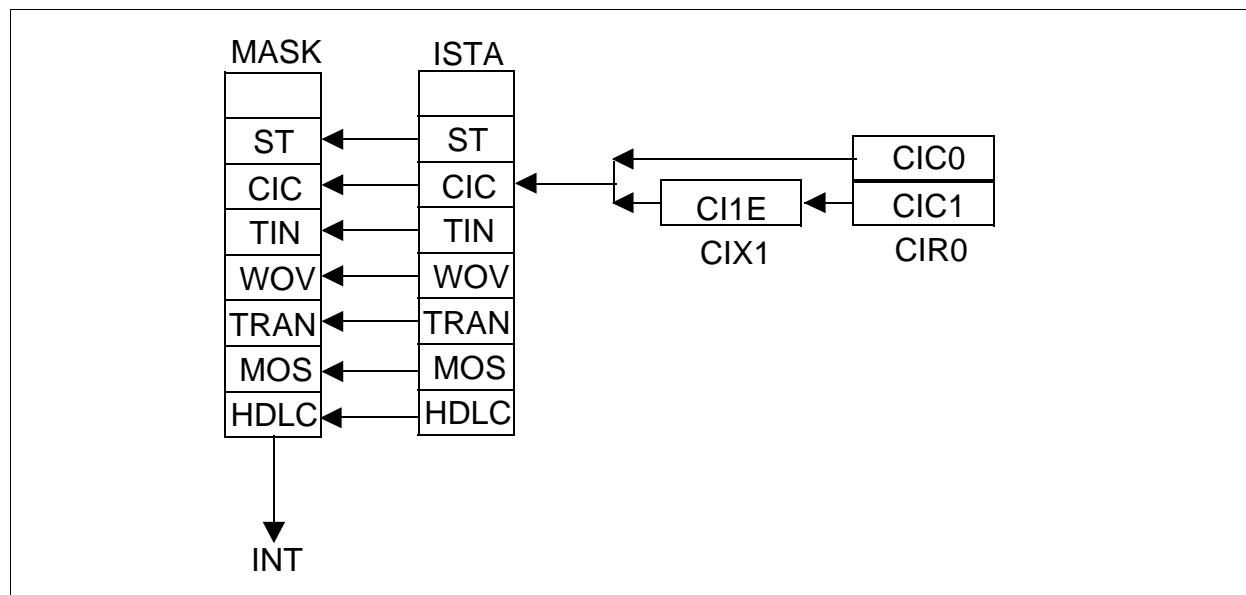 MASK
ISTA
ST
ST
CIC0
CIC
CIC
CI1E
CIC1
TIN
TIN
CIX1
CIR0
WOV
WOV
TRAN
TRAN
MOS
MOS
HDLC
HDLC
INT